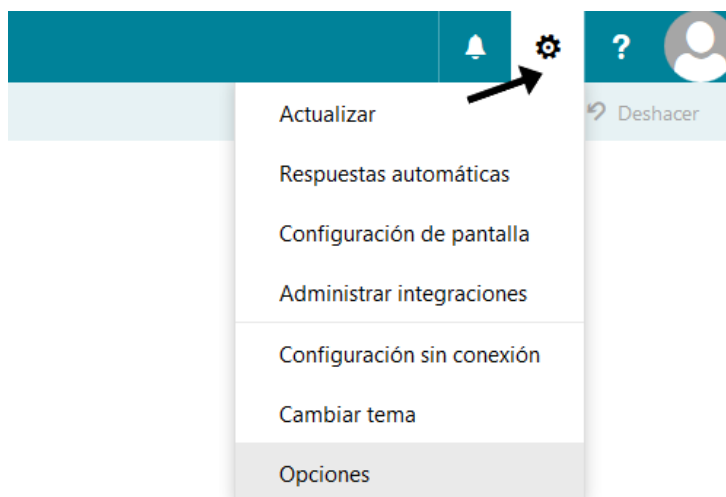 ?
Actualizar
Deshacer
Respuestas automáticas
Configuración de pantalla
Administrar integraciones
Configuración sin conexión
Cambiar tema
Opciones